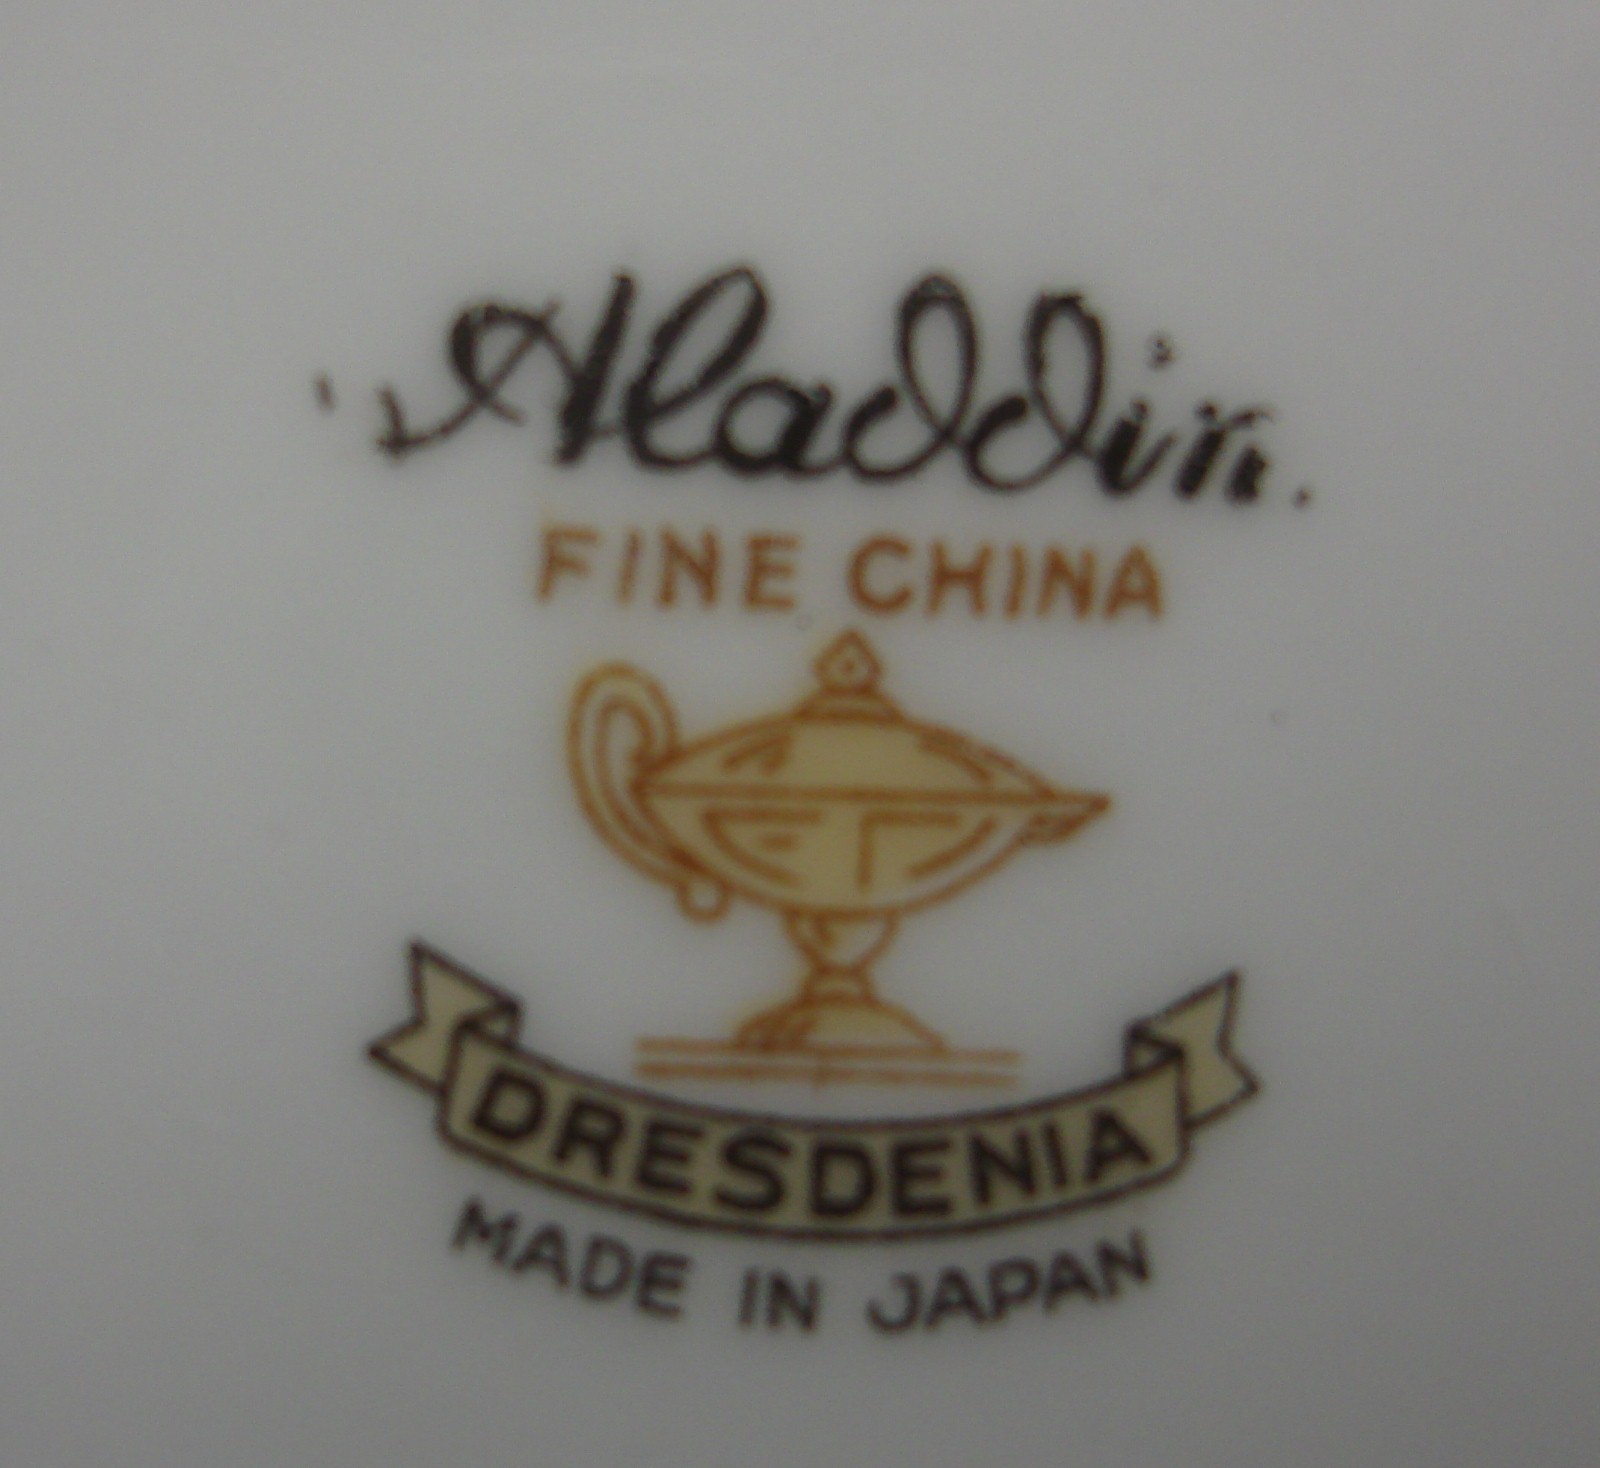 Aladdin.
FINE CHINA
DRESDENIA
MADE IN JAPAN